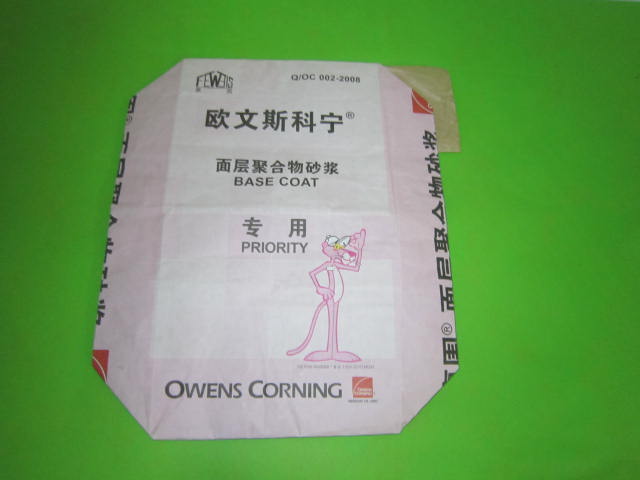 FEWEIS
Q/OC 002-2008
欧文斯科宁®
面层聚合物砂浆
BASE COAT
专 用
PRIORITY
OWENS CORNING
面层聚合物砂浆